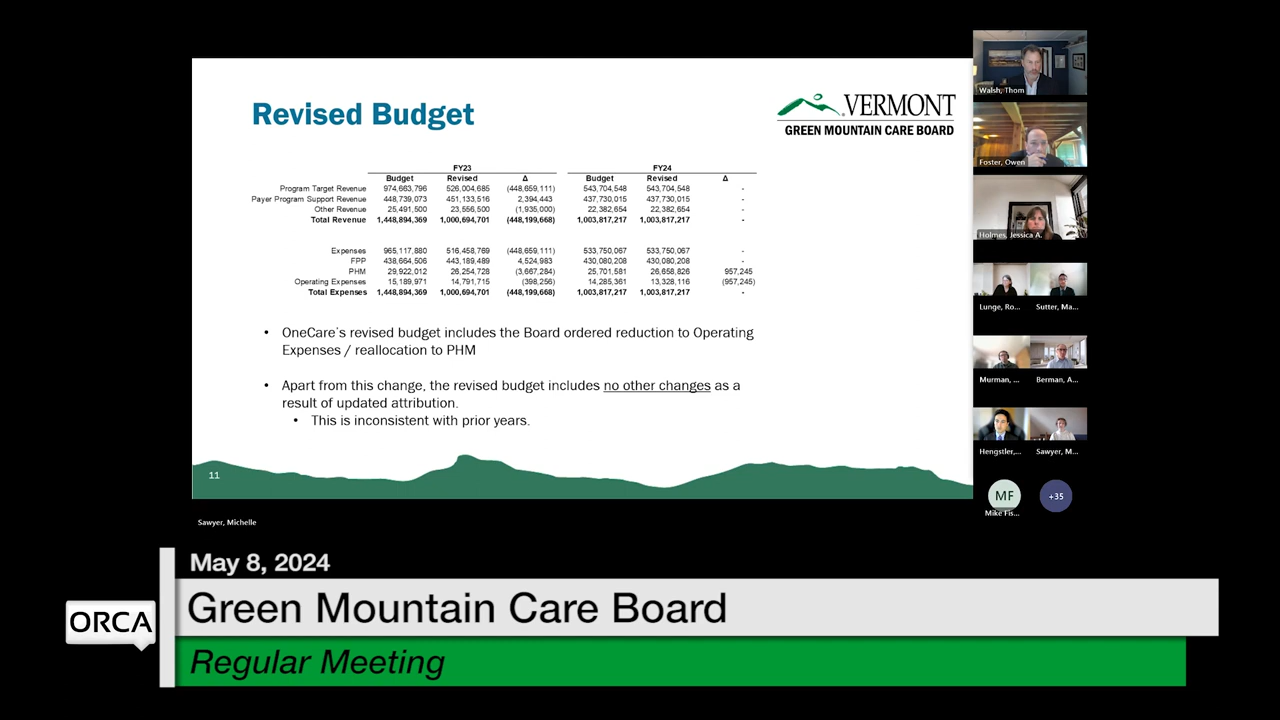 Revised Budget
VERMONT
GREEN MOUNTAIN CARE BOARD
FY23 FY24
Budget Revised Δ Budget Revised Δ
Program Target Revenue 974,663,796 526,004,685 (448,659,111) 543,704,548 543,704,548 -
Payer Program Support Revenue 448,739,073 451,133,516 2,394,443 437,730,015 437,730,015 -
Other Revenue 25,491,500 23,556,500 (1,935,000) 22,382,654 22,382,654 -
Total Revenue 1,448,894,369 1,000,694,701 (448,199,668) 1,003,817,217 1,003,817,217 -
Expenses 965,117,880 516,458,769 (448,659,111) 533,750,067 533,750,067 -
FPP 438,664,506 443,189,489 4,524,983 430,080,208 430,080,208 -
PHM 29,922,012 26,254,728 (3,667,284) 25,701,581 26,658,826 957,245
Operating Expenses 15,189,971 14,791,715 (398,256) 14,285,361 13,328,116 (957,245)
Total Expenses 1,448,894,369 1,000,694,701 (448,199,668) 1,003,817,217 1,003,817,217 -
• OneCare's revised budget includes the Board ordered reduction to Operating
Expenses / reallocation to PHM
• Apart from this change, the revised budget includes no other changes as a
result of updated attribution.
• This is inconsistent with prior years.
11
Walsh, Thom
Foster, Owen
Holmes, Jessica A.
Lunge, Ro... Sutter, Ma...
Murman, ... Berman, A...
Hengstler,... Sawyer, M...
MF +35
Mike Fis...
Sawyer, Michelle
May 8, 2024
Green Mountain Care Board
ORCA
Regular Meeting